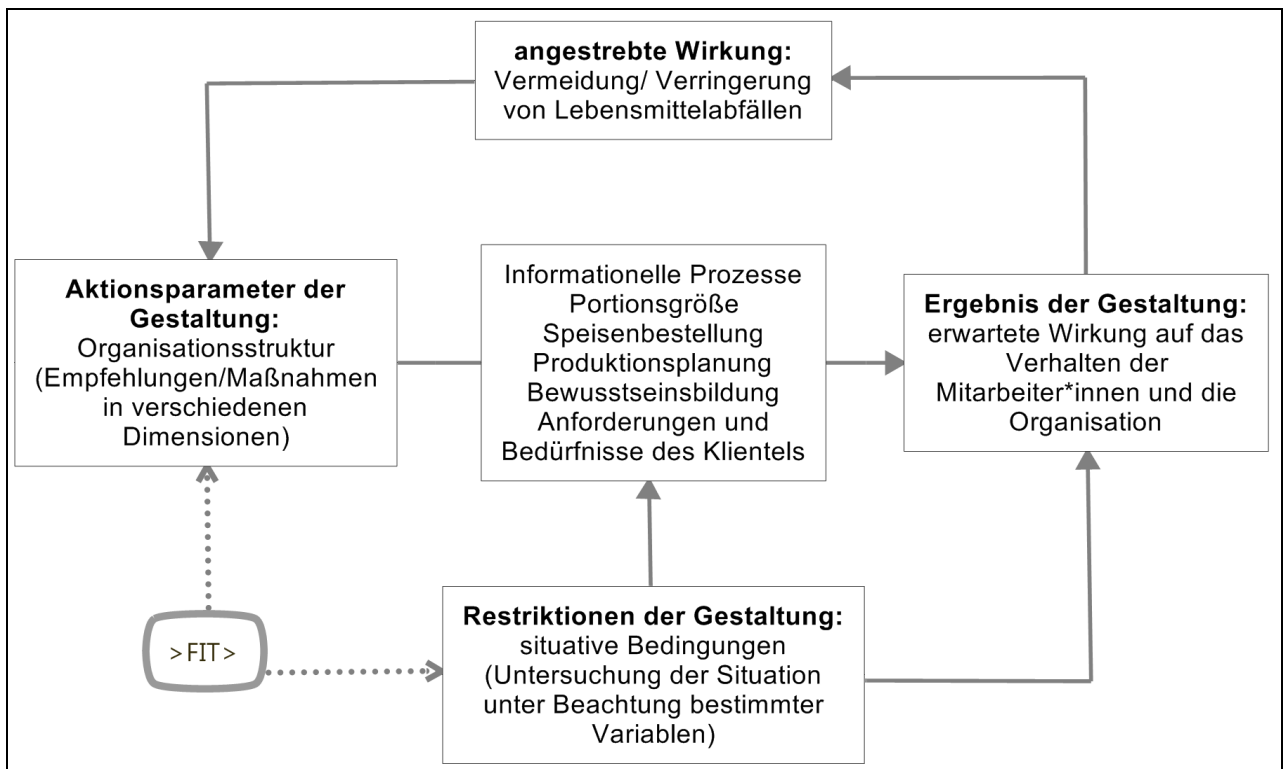 angestrebte Wirkung:
Vermeidung/ Verringerung
von Lebensmittelabfällen
Aktionsparameter der
Gestaltung:
Organisationsstruktur
(Empfehlungen/Maßnahmen
in verschiedenen
Dimensionen)
Informationelle Prozesse
Portionsgröße
Speisenbestellung
Produktionsplanung
Bewusstseinsbildung
Anforderungen und
Bedürfnisse des Klientels
Ergebnis der Gestaltung:
erwartete Wirkung auf das
Verhalten der
Mitarbeiter*innen und die
Organisation
>FIT>
Restriktionen der Gestaltung:
situative Bedingungen
(Untersuchung der Situation
unter Beachtung bestimmter
Variablen)